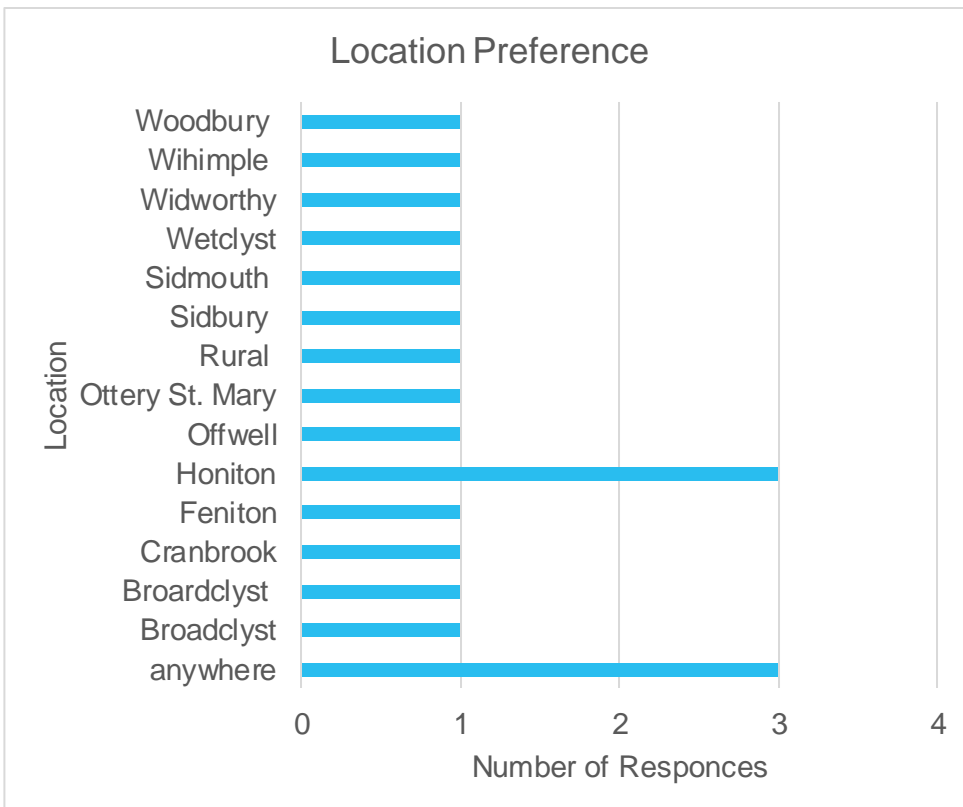 Location Preference
Woodbury
Wihimple
Widworthy
Wetclyst
Sidmouth
Sidbury
Rural
Ottery St. Mary
Offwell
Honiton
Feniton
Cranbrook
Broardclyst
Broadclyst
anywhere
Location
0 1 2 3 4
Number of Responces